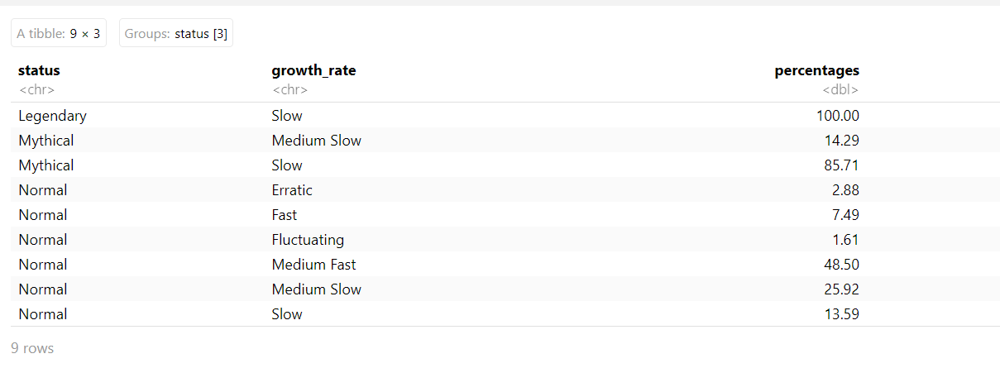 A tibble: 9 × 3 Groups: status [3]
status growth_rate percentages
<chr> <chr> <dbl>
Legendary Slow 100.00
Mythical Medium Slow 14.29
Mythical Slow 85.71
Normal Erratic 2.88
Normal Fast 7.49
Normal Fluctuating 1.61
Normal Medium Fast 48.50
Normal Medium Slow 25.92
Normal Slow 13.59
9 rows